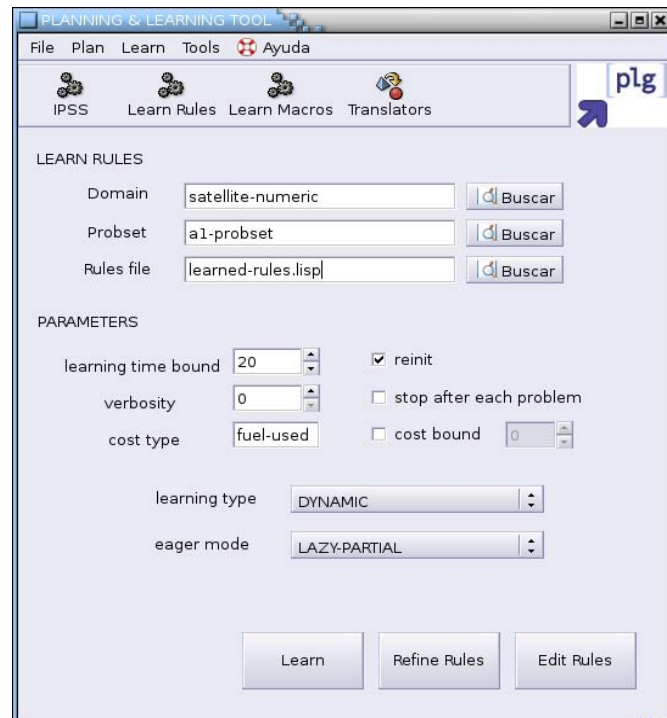 PLANNING & LEARNING TOOL
File Plan Learn Tools Ayuda
[plg]
IPSS Learn Rules Learn Macros Translators
LEARN RULES
Domain satellite-numeric Buscar
Probset a1-probset Buscar
Rules file learned-rules.lisp Buscar
PARAMETERS
learning time bound 20 reinit
verbosity 0 stop after each problem
cost type fuel-used cost bound 0
learning type DYNAMIC
eager mode LAZY-PARTIAL
Learn Refine Rules Edit Rules